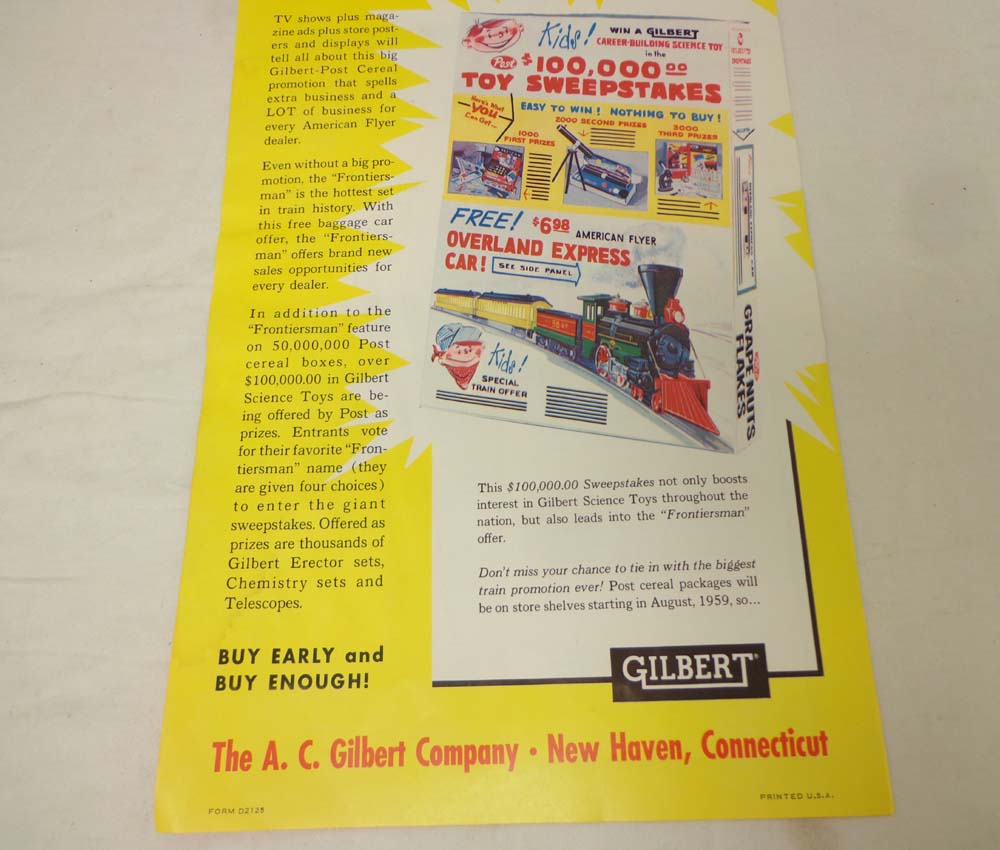 TV shows plus maga-
zine ads plus store post-
ers and displays will
tell all about this big
Gilbert-Post Cereal
promotion that spells
extra business and a
LOT of business for
every American Flyer
dealer.
Even without a big pro-
motion, the "Frontiers-
man" is the hottest set
in train history. With
this free baggage car
offer, the "Frontiers-
man" offers brand new
sales opportunities for
every dealer.
In addition to the
"Frontiersman" feature
on 50,000,000 Post
cereal boxes, over
$100,000.00 in Gilbert
Science Toys are be-
ing offered by Post as
prizes. Entrants vote
for their favorite "Fron-
tiersman" name (they
are given four choices)
to enter the giant
sweepstakes. Offered as
prizes are thousands of
Gilbert Erector sets,
Chemistry sets and
Telescopes.
BUY EARLY and
BUY ENOUGH!
Kids! WIN A GILBERT
CAREER-BUILDING SCIENCE TOY
in the
Post $100,000.00
TOY SWEEPSTAKES
Here's What
You
Can Get...
EASY TO WIN! NOTHING TO BUY!
1000
FIRST PRIZES
2000 SECOND PRIZES
3000
THIRD PRIZES
FREE! $6.98 AMERICAN FLYER
OVERLAND EXPRESS
CAR! SEE SIDE PANEL
Kids!
SPECIAL
TRAIN OFFER
GRAPE NUTS
FLAKES
This $100,000.00 Sweepstakes not only boosts
interest in Gilbert Science Toys throughout the
nation, but also leads into the "Frontiersman"
offer.
Don't miss your chance to tie in with the biggest
train promotion ever! Post cereal packages will
be on store shelves starting in August, 1959, so...
GILBERT®
The A. C. Gilbert Company • New Haven, Connecticut
FORM D2128
PRINTED U.S.A.